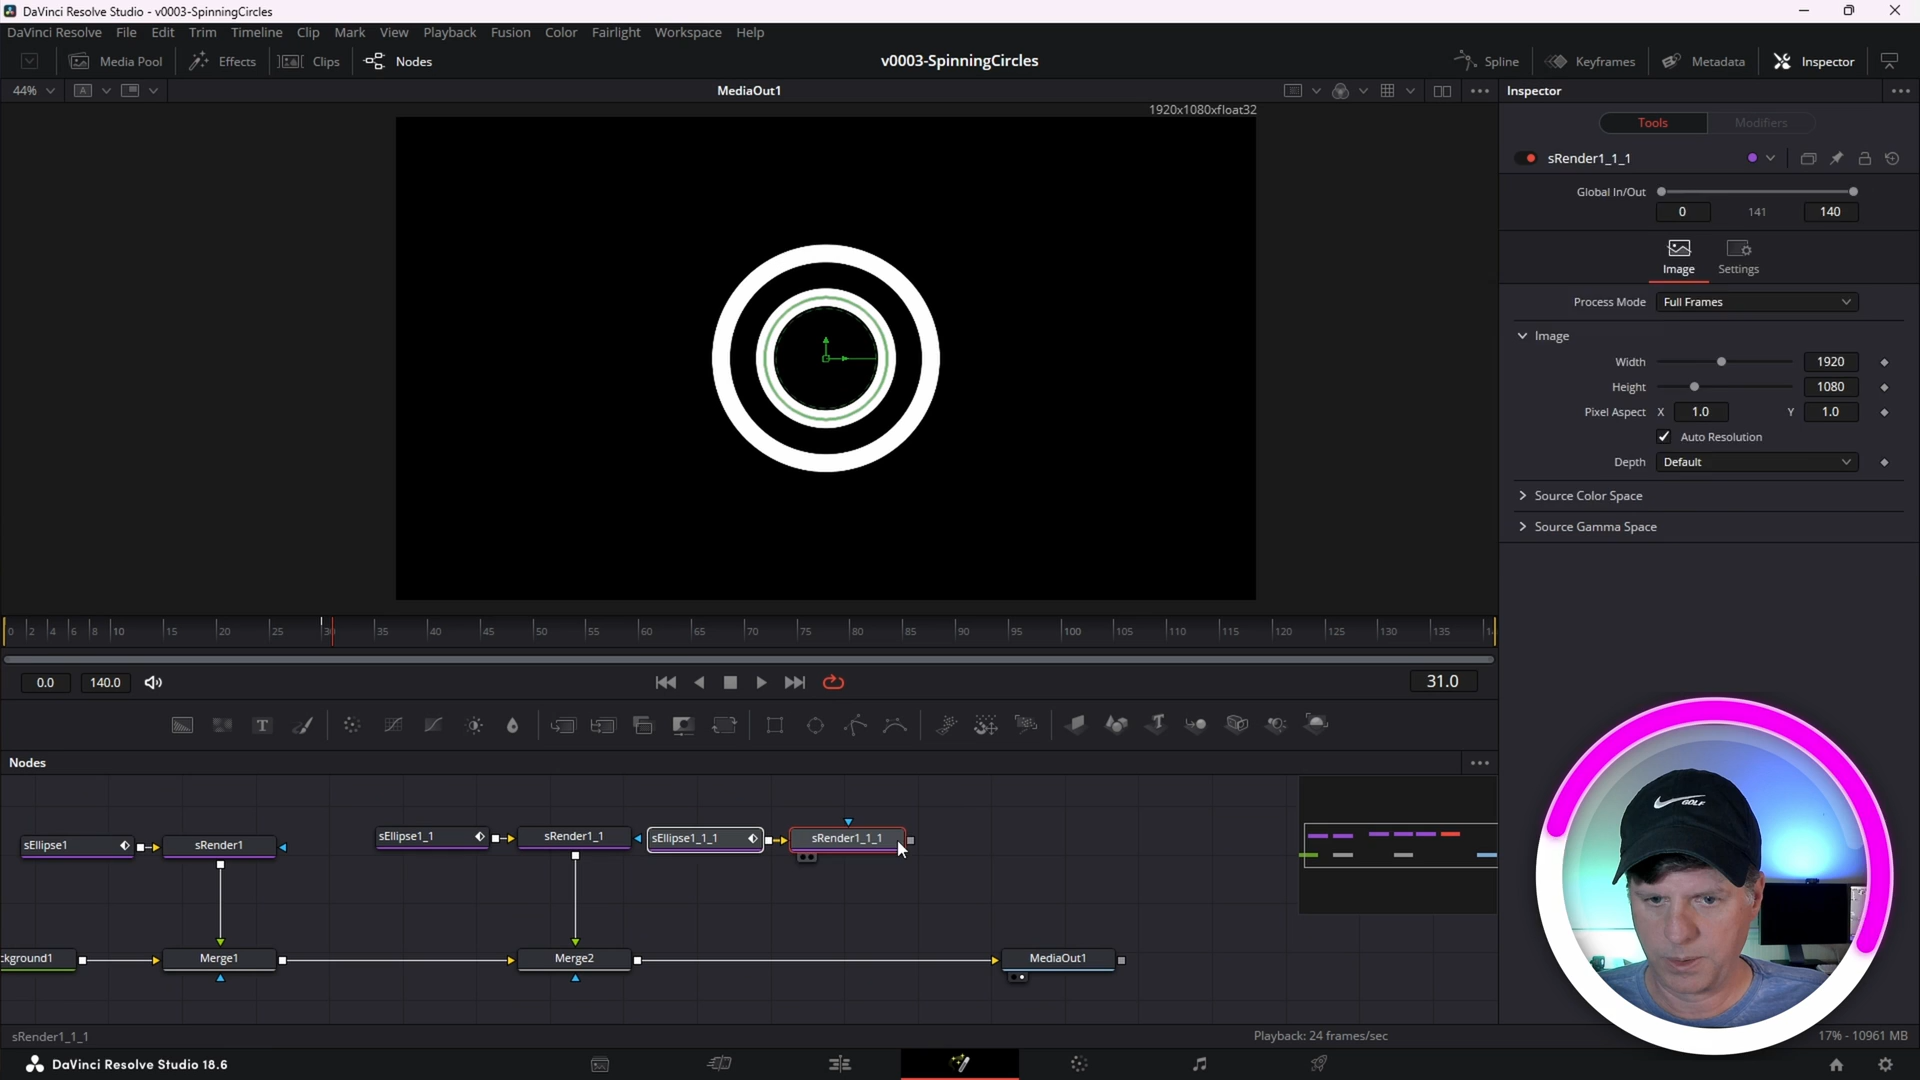 DaVinci Resolve Studio - v0003-SpinningCircles
DaVinci Resolve File Edit Trim Timeline Clip Mark View Playback Fusion Color Fairlight Workspace Help
Media Pool Effects Clips Nodes v0003-SpinningCircles Spline Keyframes Metadata Inspector
44% A MediaOut1 Inspector
1920x1080xfloat32
Tools Modifiers
sRender1_1_1
Global In/Out
0 141 140
Image Settings
Process Mode Full Frames
Image
Width 1920
Height 1080
Pixel Aspect X 1.0 Y 1.0
Auto Resolution
Depth Default
Source Color Space
Source Gamma Space
0 2 4 6 8 10 15 20 25 30 35 40 45 50 55 60 65 70 75 80 85 90 95 100 105 110 115 120 125 130 135
0.0 140.0 31.0
T
Nodes
sEllipse1 sRender1 sEllipse1_1 sRender1_1 sEllipse1_1_1 sRender1_1_1
ckground1 Merge1 Merge2 MediaOut1
GOLF
sRender1_1_1 Playback: 24 frames/sec 17% - 10961 MB
DaVinci Resolve Studio 18.6